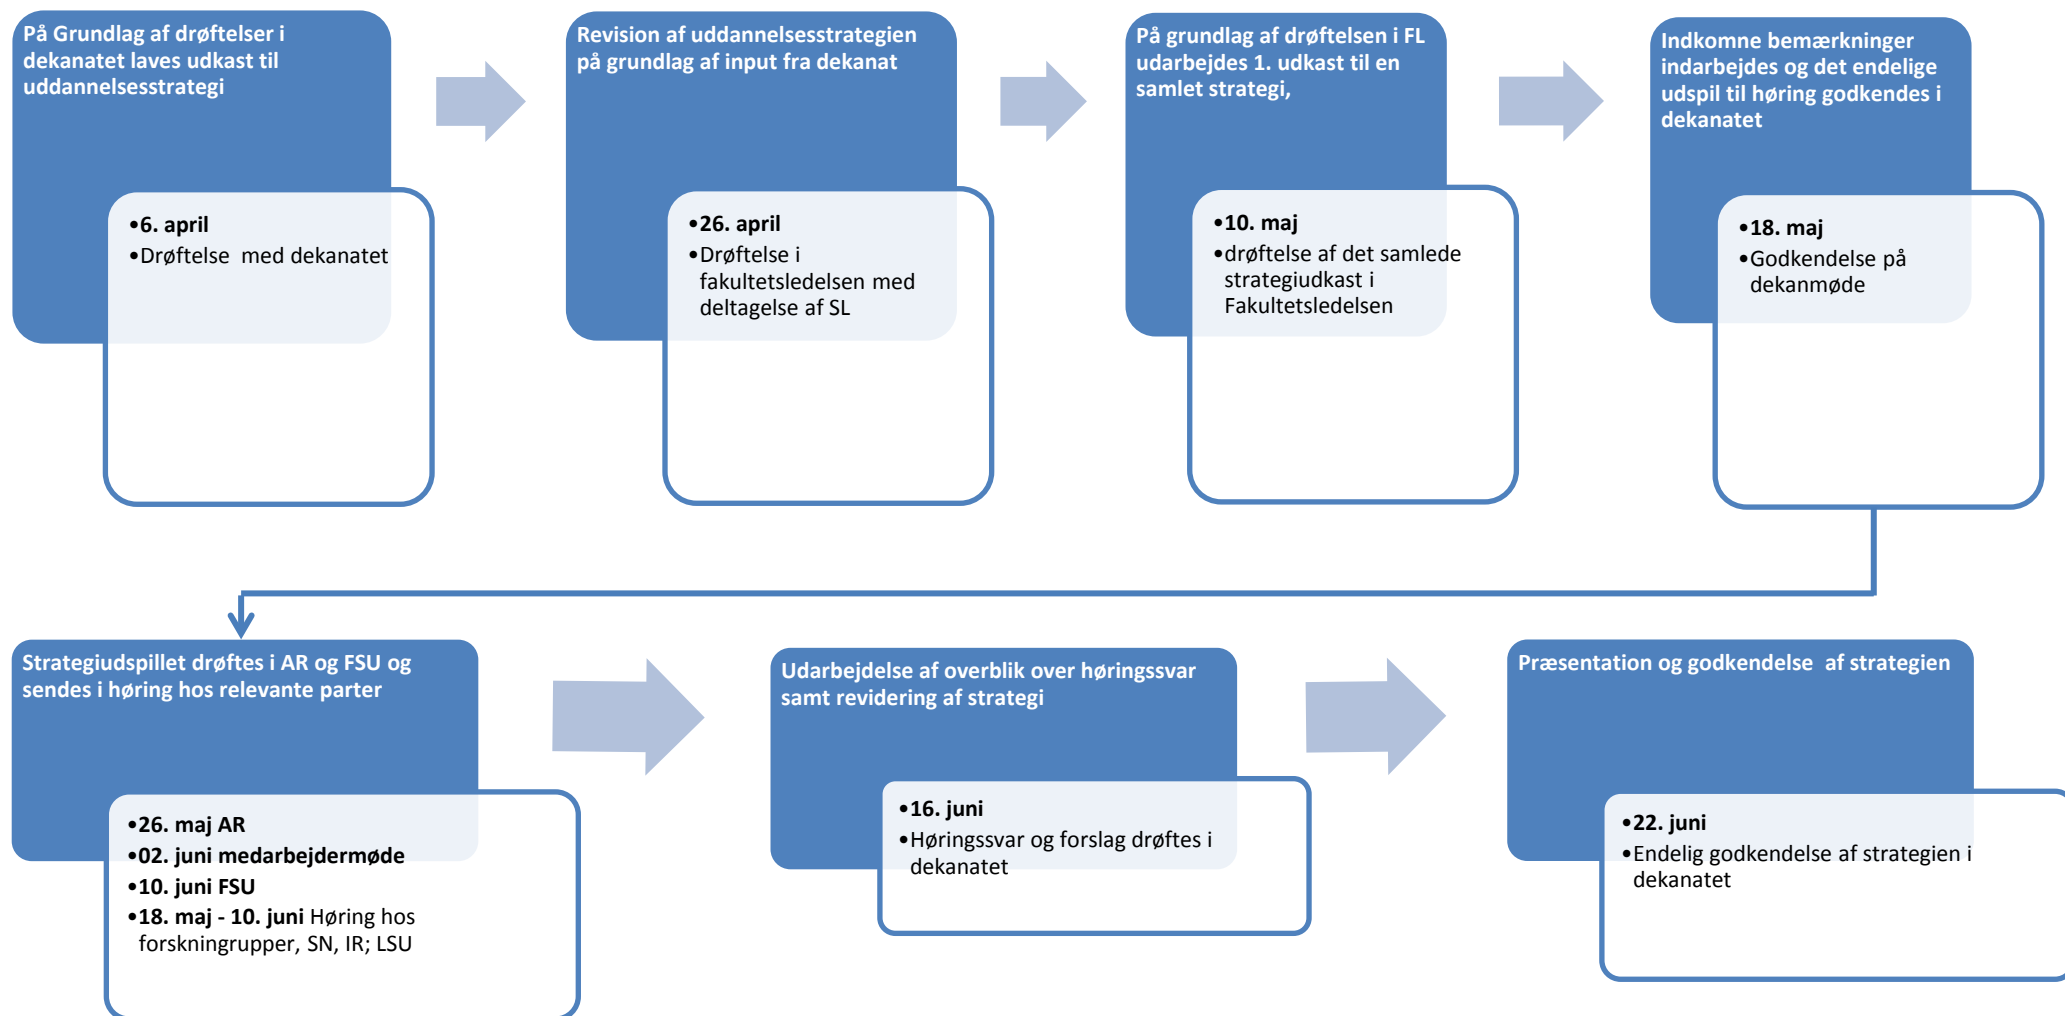 På Grundlag af drøftelser i
dekanatet laves udkast til
uddannelsesstrategi
•6. april
•Drøftelse  med dekanatet
Revision af uddannelsesstrategien
på grundlag af input fra dekanat
•26. april
•Drøftelse i
fakultetsledelsen med
deltagelse af SL
På grundlag af drøftelsen i FL
udarbejdes 1. udkast til en
samlet strategi,
•10. maj
•drøftelse af det samlede
strategiudkast i
Fakultetsledelsen
Indkomne bemærkninger
indarbejdes og det endelige
udspil til høring godkendes i
dekanatet
•18. maj
•Godkendelse på
dekanmøde
Strategiudspillet drøftes i AR og FSU og
sendes i høring hos relevante parter
•26. maj AR
•02. juni medarbejdermøde
•10. juni FSU
•18. maj - 10. juni Høring hos
forskningrupper, SN, IR; LSU
Udarbejdelse af overblik over høringssvar
samt revidering af strategi
•16. juni
•Høringssvar og forslag drøftes i
dekanatet
Præsentation og godkendelse  af strategien
•22. juni
•Endelig godkendelse af strategien i
dekanatet